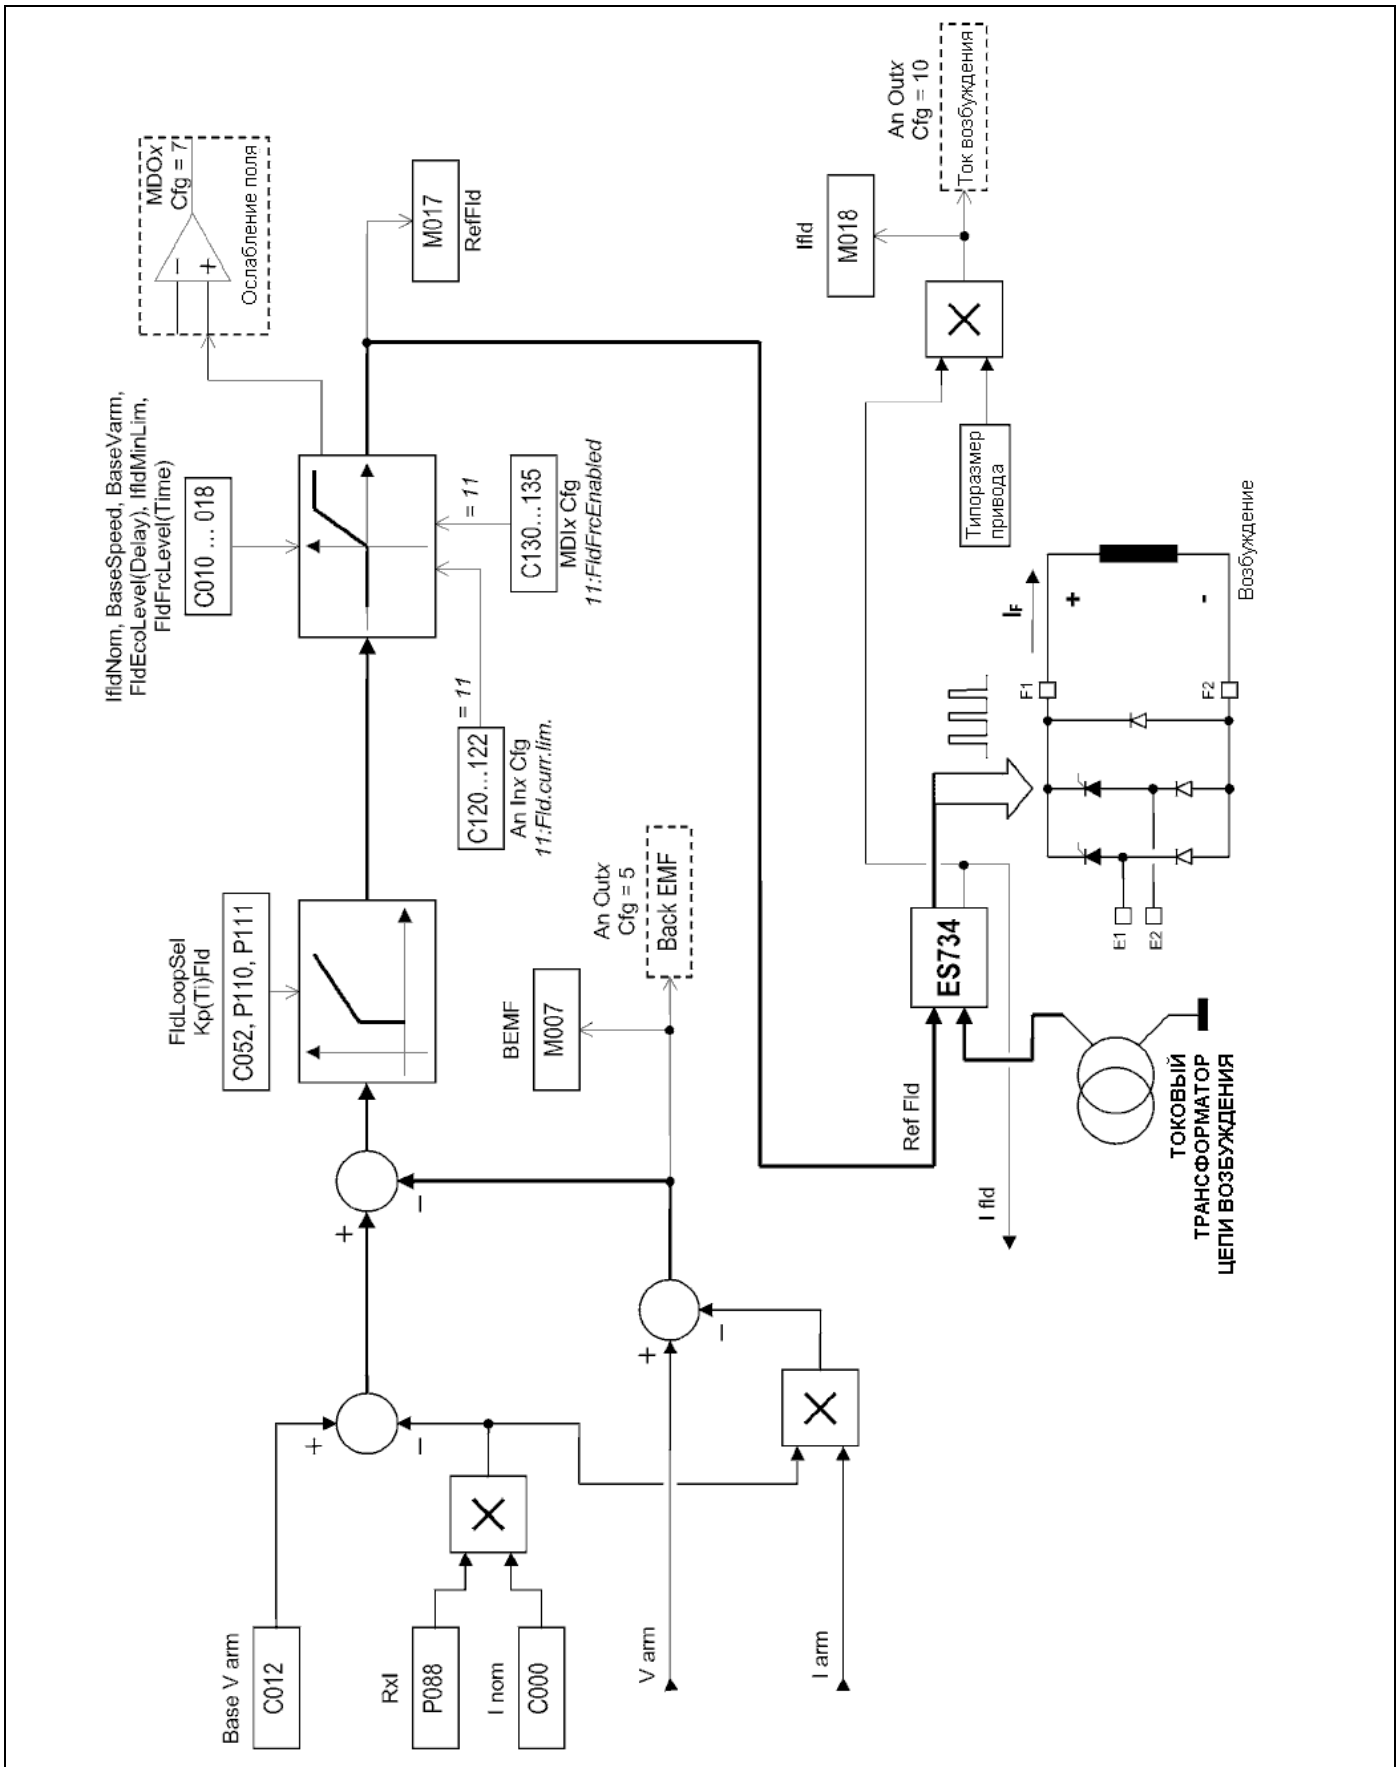 Base V arm
C012
RxI
P088
I nom
C000
V arm
I arm
+
−
+
−
+
−
FldLoopSel
Kp(Ti)Fld
C052, P110, P111
BEMF
M007
An Outx
Cfg = 5
Back EMF
IfldNom, BaseSpeed, BaseVarm,
FldEcoLevel(Delay), IfldMinLim,
FldFrcLevel(Time)
C010 ... 018
= 11
C120...122
An Inx Cfg
11:Fld.curr.lim.
= 11
C130...135
MDIx Cfg
11:FldFrcEnabled
MDOx
Cfg = 7
−
+
Ослабление поля
M017
RefFld
Ref Fld
I fld
ES734
ТОКОВЫЙ
ТРАНСФОРМАТОР
ЦЕПИ ВОЗБУЖДЕНИЯ
E1
E2
F1
F2
IF
+
-
Возбуждение
Типоразмер
привода
Ifld
M018
An Outx
Cfg = 10
Ток возбуждения